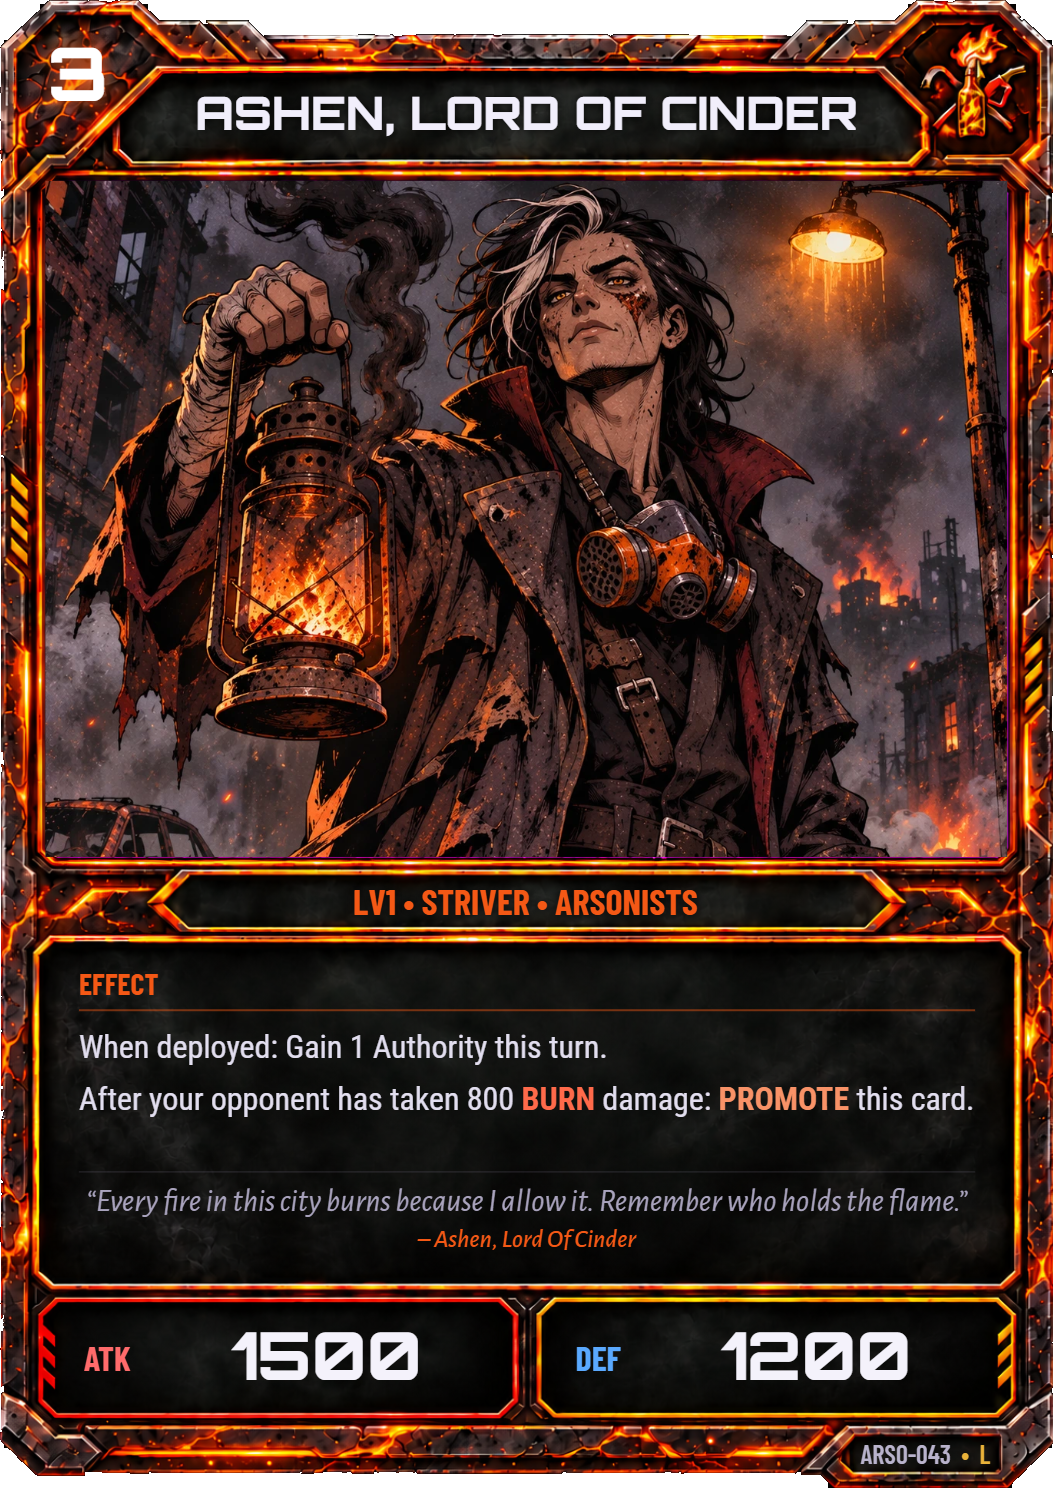 3
ASHEN, LORD OF CINDER
LV1 • STRIVER • ARSONISTS
EFFECT
When deployed: Gain 1 Authority this turn.
After your opponent has taken 800 BURN damage: PROMOTE this card.
“Every fire in this city burns because I allow it. Remember who holds the flame.”
– Ashen, Lord Of Cinder
ATK 1500
DEF 1200
ARSO-043 • L